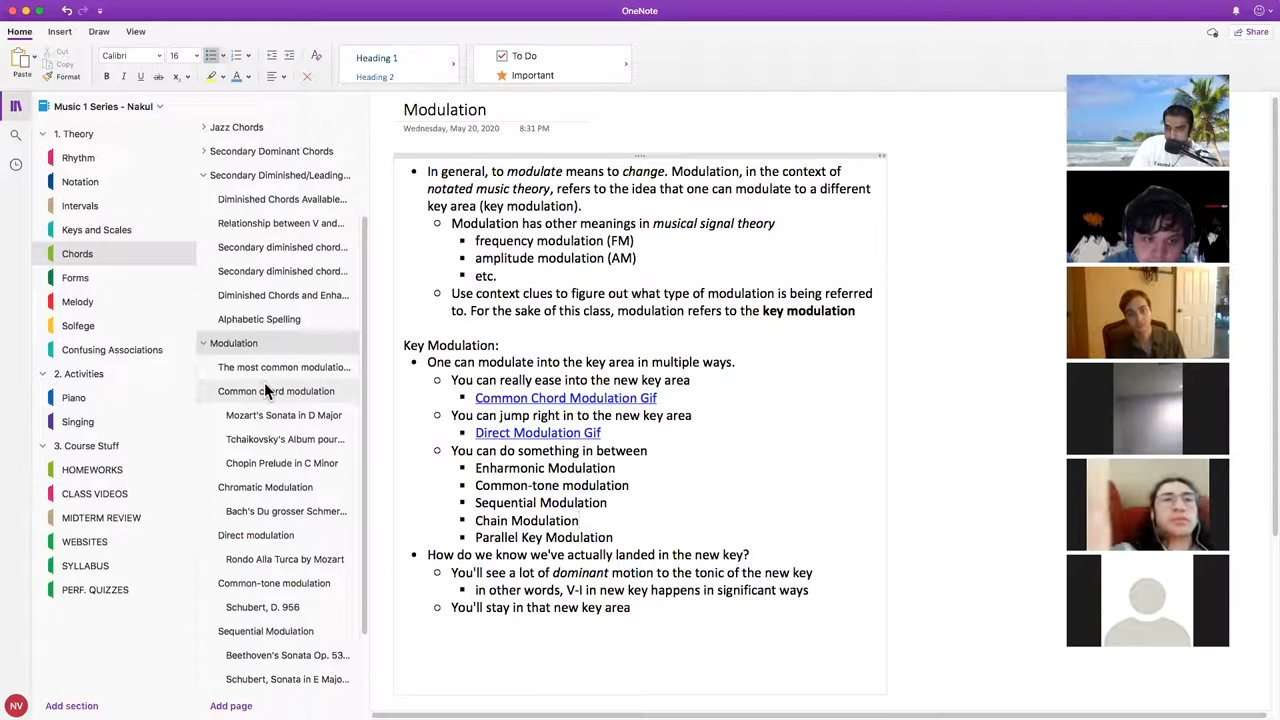 OneNote
Home Insert Draw View
Share
Paste
Cut
Copy
Format
Calibri 16
B I U ab x A
Heading 1
Heading 2
To Do
Important
Music 1 Series - Nakul
1. Theory
Rhythm
Notation
Intervals
Keys and Scales
Chords
Forms
Melody
Solfege
Confusing Associations
2. Activities
Piano
Singing
3. Course Stuff
HOMEWORKS
CLASS VIDEOS
MIDTERM REVIEW
WEBSITES
SYLLABUS
PERF. QUIZZES
NV
Add section
Jazz Chords
Secondary Dominant Chords
Secondary Diminished/Leading...
Diminished Chords Available...
Relationship between V and...
Secondary diminished chord...
Secondary diminished chord...
Diminished Chords and Enha...
Alphabetic Spelling
Modulation
The most common modulatio...
Common chord modulation
Mozart's Sonata in D Major
Tchaikovsky's Album pour...
Chopin Prelude in C Minor
Chromatic Modulation
Bach's Du grosser Schmer...
Direct modulation
Rondo Alla Turca by Mozart
Common-tone modulation
Schubert, D. 956
Sequential Modulation
Beethoven's Sonata Op. 53...
Schubert, Sonata in E Majo...
Add page
Modulation
Wednesday, May 20, 2020 8:31 PM
In general, to modulate means to change. Modulation, in the context of
notated music theory, refers to the idea that one can modulate to a different
key area (key modulation).
Modulation has other meanings in musical signal theory
frequency modulation (FM)
amplitude modulation (AM)
etc.
Use context clues to figure out what type of modulation is being referred
to. For the sake of this class, modulation refers to the key modulation
Key Modulation:
One can modulate into the key area in multiple ways.
You can really ease into the new key area
Common Chord Modulation Gif
You can jump right in to the new key area
Direct Modulation Gif
You can do something in between
Enharmonic Modulation
Common-tone modulation
Sequential Modulation
Chain Modulation
Parallel Key Modulation
How do we know we've actually landed in the new key?
You'll see a lot of dominant motion to the tonic of the new key
in other words, V-I in new key happens in significant ways
You'll stay in that new key area